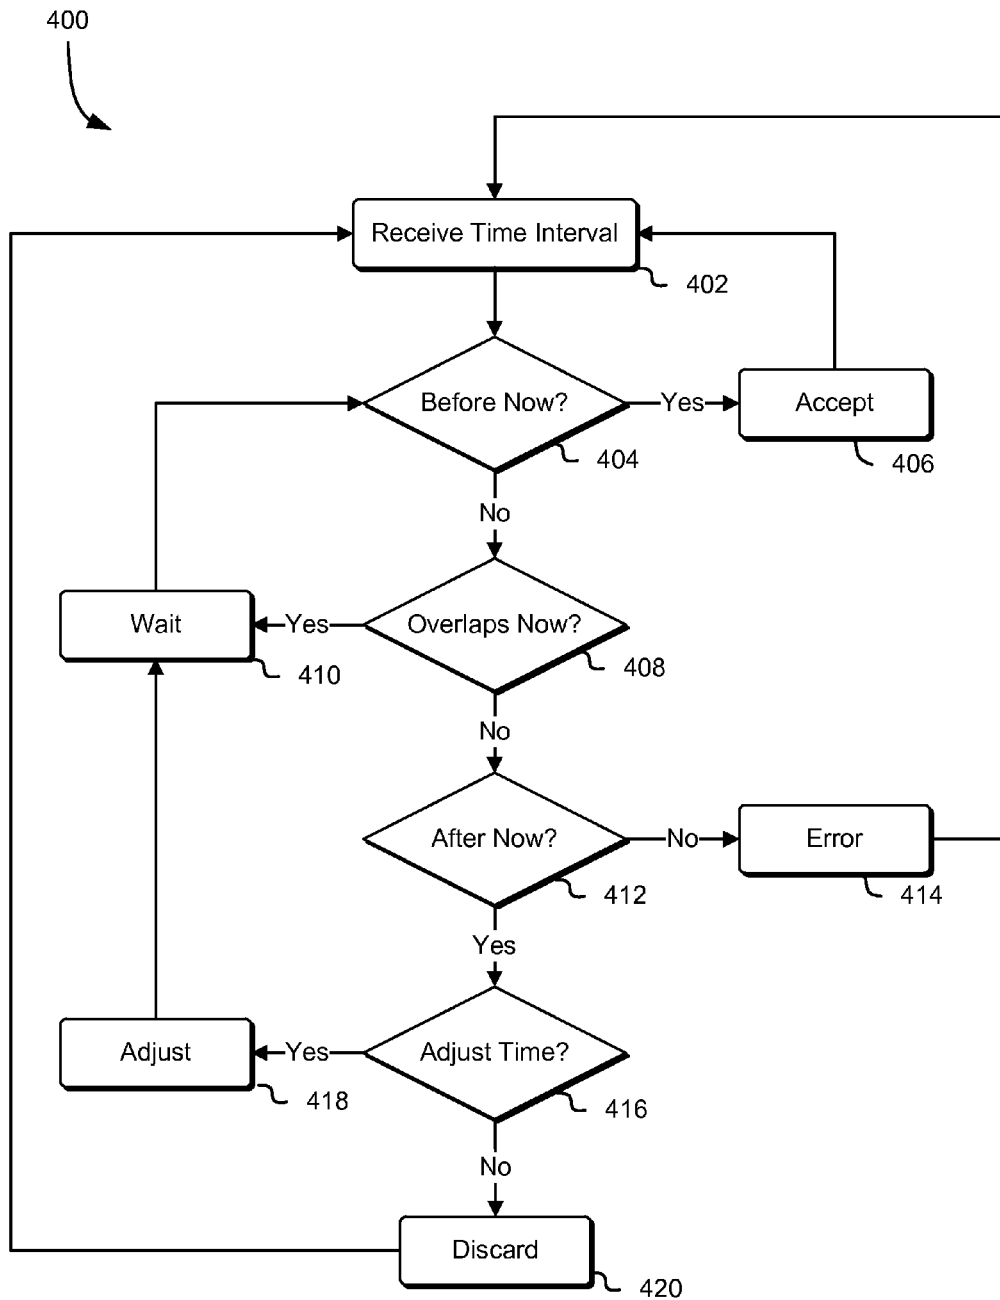 400
Receive Time Interval
402
Before Now?
Yes
Accept
404
406
No
Wait
Yes
Overlaps Now?
410
408
No
After Now?
No
Error
412
414
Yes
Adjust
Yes
Adjust Time?
418
416
No
Discard
420